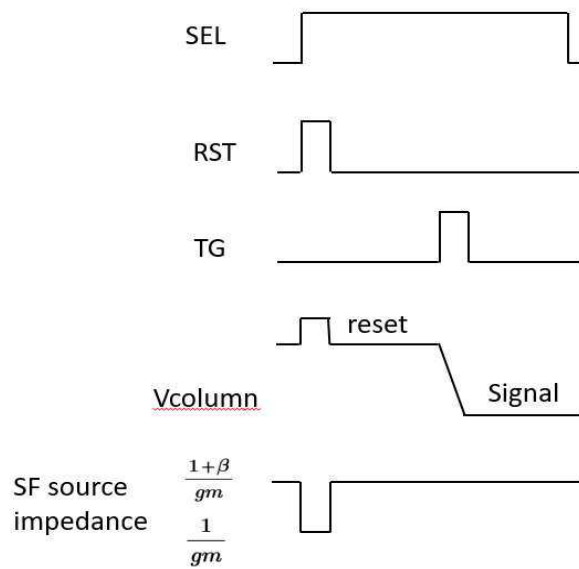 SEL
RST
TG
reset
Vcolumn
Signal
SF source
impedance
1+β
gm
1
gm